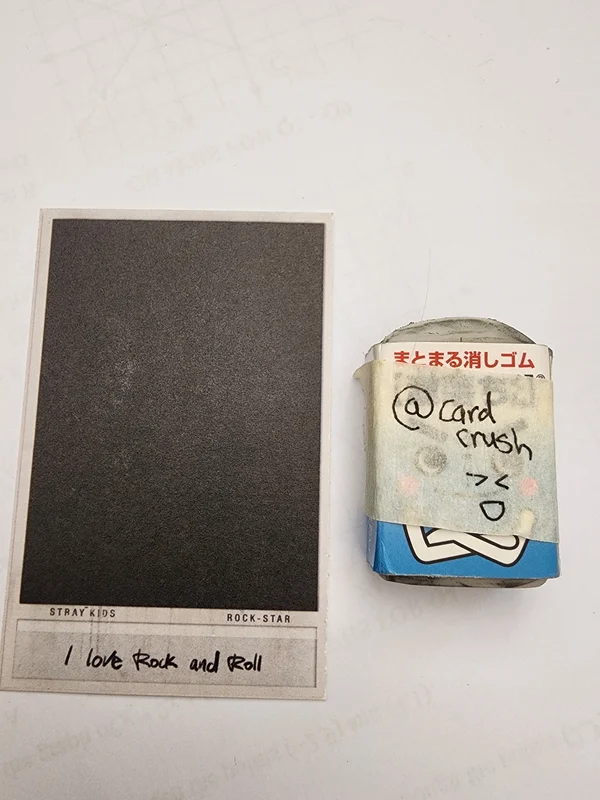 STRAY KIDS
ROCK-STAR
I love Rock and Roll
まとまる消しゴム
@card
crush